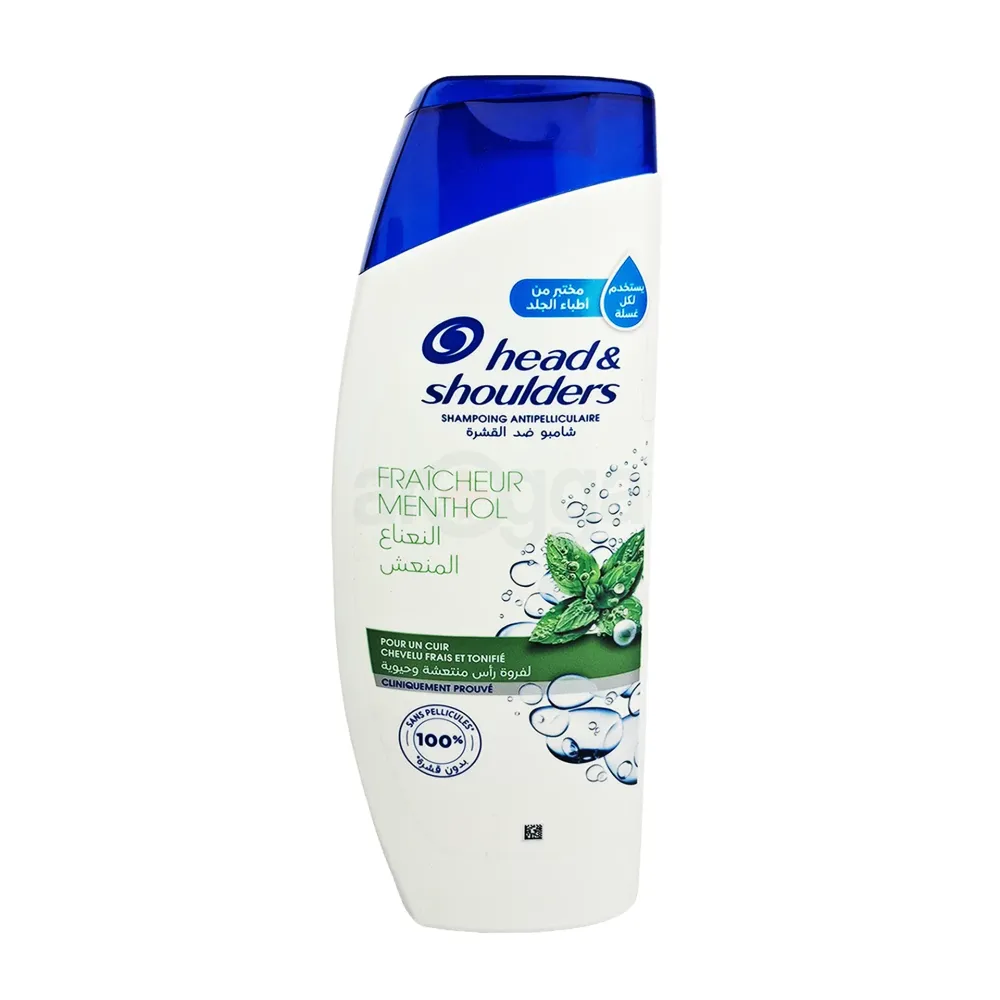 مختبر من
أطباء الجلد
يستخدم
لكل
غسلة
head &
shoulders
SHAMPOING ANTIPELLICULAIRE
شامبو ضد القشرة
FRAÎCHEUR
MENTHOL
النعناع
المنعش
POUR UN CUIR
CHEVELU FRAIS ET TONIFIÉ
لفروة رأس منتعشة وحيوية
CLINIQUEMENT PROUVÉ
SANS PELLICULES*
100%
بدون قشرة*